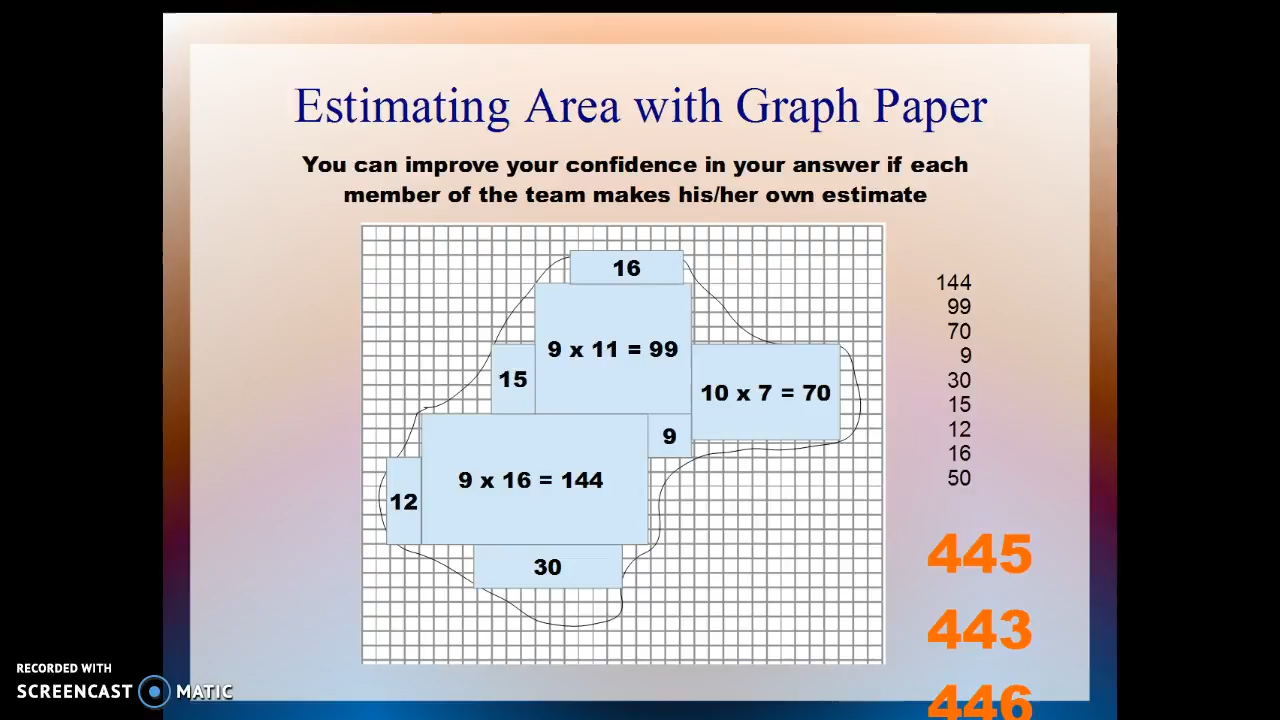 Estimating Area with Graph Paper
You can improve your confidence in your answer if each
member of the team makes his/her own estimate
16
9 x 11 = 99
15
10 x 7 = 70
9
9 x 16 = 144
12
30
144
99
70
9
30
15
12
16
50
445
443
446
RECORDED WITH
SCREENCAST MATIC